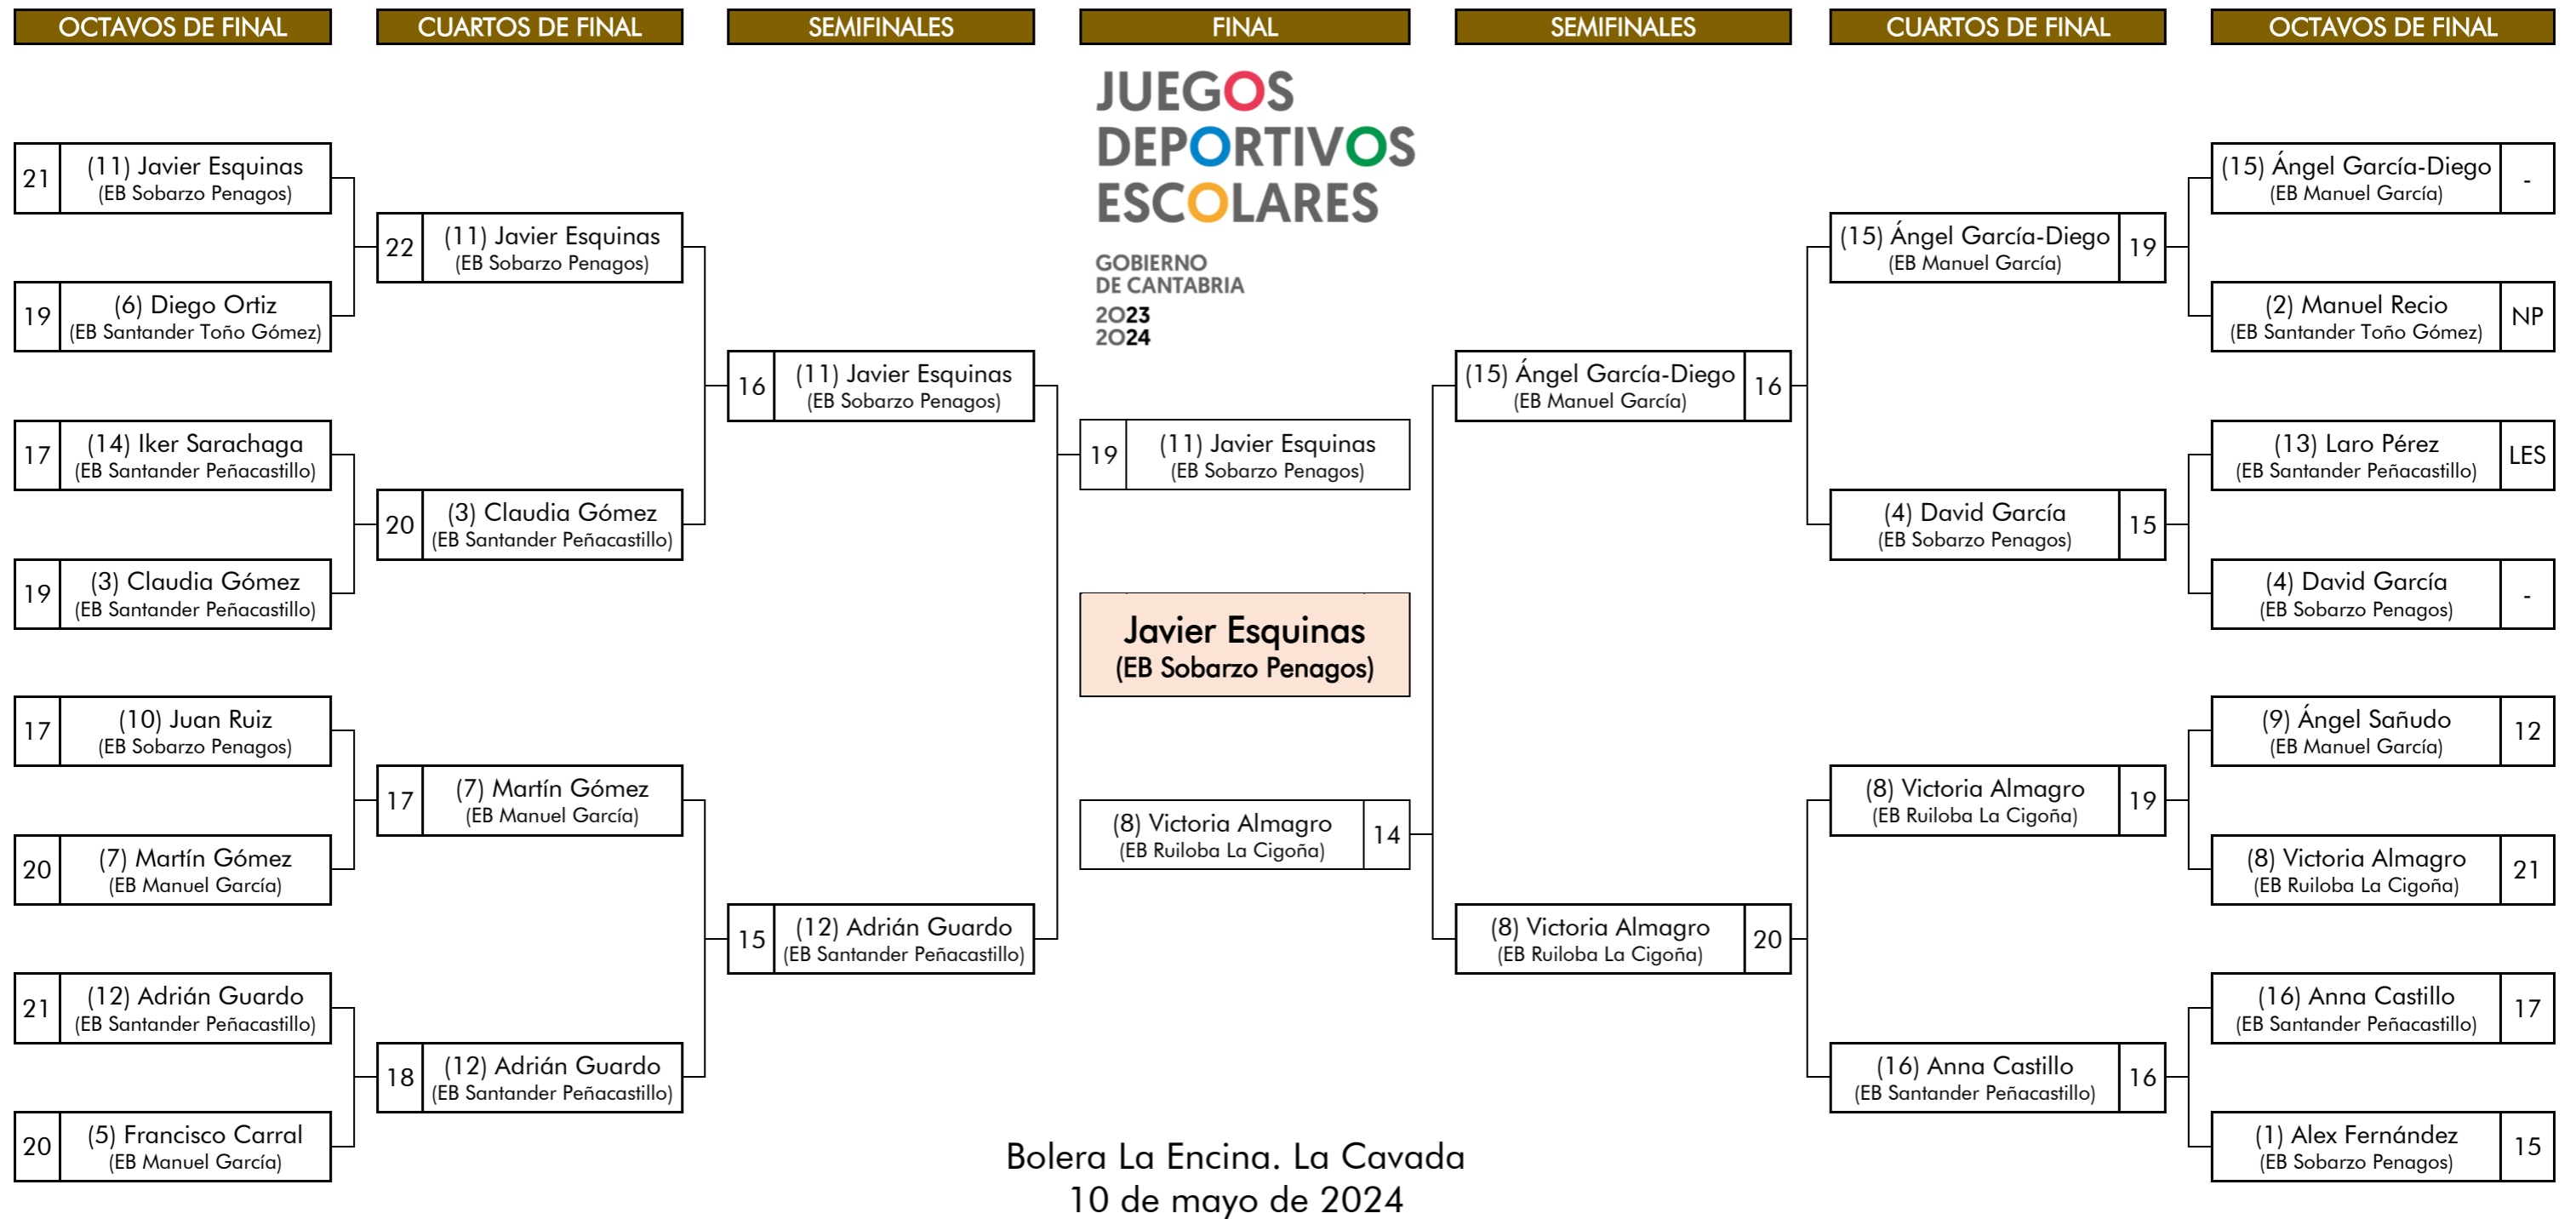 OCTAVOS DE FINAL
CUARTOS DE FINAL
SEMIFINALES
FINAL
SEMIFINALES
CUARTOS DE FINAL
OCTAVOS DE FINAL
JUEGOS
DEPORTIVOS
ESCOLARES
GOBIERNO
DE CANTABRIA
2023
2024
21
(11) Javier Esquinas
(EB Sobarzo Penagos)
19
(6) Diego Ortiz
(EB Santander Toño Gómez)
17
(14) Iker Sarachaga
(EB Santander Peñacastillo)
19
(3) Claudia Gómez
(EB Santander Peñacastillo)
17
(10) Juan Ruiz
(EB Sobarzo Penagos)
20
(7) Martín Gómez
(EB Manuel García)
21
(12) Adrián Guardo
(EB Santander Peñacastillo)
20
(5) Francisco Carral
(EB Manuel García)
22
(11) Javier Esquinas
(EB Sobarzo Penagos)
20
(3) Claudia Gómez
(EB Santander Peñacastillo)
17
(7) Martín Gómez
(EB Manuel García)
18
(12) Adrián Guardo
(EB Santander Peñacastillo)
16
(11) Javier Esquinas
(EB Sobarzo Penagos)
15
(12) Adrián Guardo
(EB Santander Peñacastillo)
19
(11) Javier Esquinas
(EB Sobarzo Penagos)
Javier Esquinas
(EB Sobarzo Penagos)
(8) Victoria Almagro
(EB Ruiloba La Cigoña)
14
(15) Ángel García-Diego
(EB Manuel García)
16
(8) Victoria Almagro
(EB Ruiloba La Cigoña)
20
(15) Ángel García-Diego
(EB Manuel García)
19
(4) David García
(EB Sobarzo Penagos)
15
(8) Victoria Almagro
(EB Ruiloba La Cigoña)
19
(16) Anna Castillo
(EB Santander Peñacastillo)
16
(15) Ángel García-Diego
(EB Manuel García)
-
(2) Manuel Recio
(EB Santander Toño Gómez)
NP
(13) Laro Pérez
(EB Santander Peñacastillo)
LES
(4) David García
(EB Sobarzo Penagos)
-
(9) Ángel Sañudo
(EB Manuel García)
12
(8) Victoria Almagro
(EB Ruiloba La Cigoña)
21
(16) Anna Castillo
(EB Santander Peñacastillo)
17
(1) Alex Fernández
(EB Sobarzo Penagos)
15
Bolera La Encina. La Cavada
10 de mayo de 2024